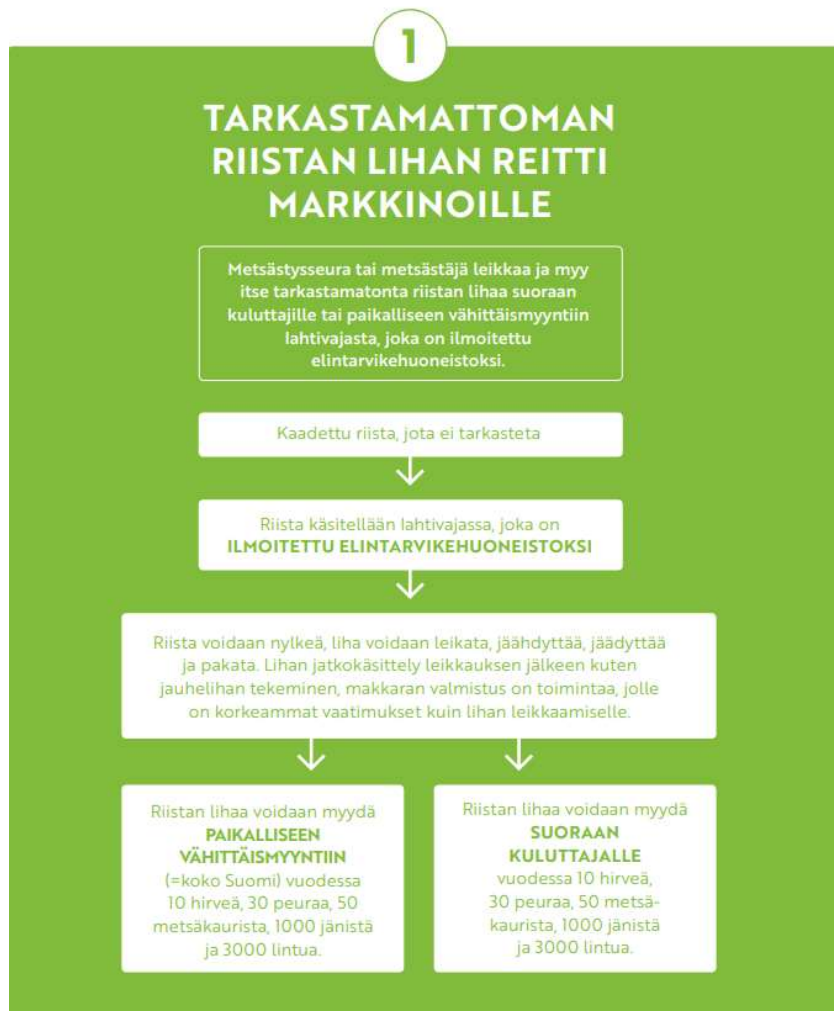 1
TARKASTAMATTOMAN
RIISTAN LIHAN REITTI
MARKKINOILLE
Metsästysseura tai metsästäjä leikkaa ja myy
itse tarkastamatonta riistan lihaa suoraan
kuluttajille tai paikalliseen vähittäismyyntiin
lahtivajasta, joka on ilmoitettu
elintarvikehuoneistoksi.
Kaadettu riista, jota ei tarkasteta
Riista käsitellään lahtivajassa, joka on
ILMOITETTU ELINTARVIKEHUONEISTOKSI
Riista voidaan nylkeä, liha voidaan leikata, jäähdyttää, jäädyttää
ja pakata. Lihan jatkokäsittely leikkauksen jälkeen kuten
jauhelihan tekeminen, makkaran valmistus on toimintaa, jolle
on korkeammat vaatimukset kuin lihan leikkaamiselle.
Riistan lihaa voidaan myydä
PAIKALLISEEN
VÄHITTÄISMYYNTIIN
(=koko Suomi) vuodessa
10 hirveä, 30 peuraa, 50
metsäkaurista, 1000 jänistä
ja 3000 lintua.
Riistan lihaa voidaan myydä
SUORAAN
KULUTTAJALLE
vuodessa 10 hirveä,
30 peuraa, 50 metsä-
kaurista, 1000 jänistä
ja 3000 lintua.